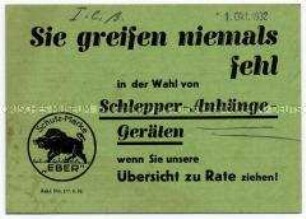 I.C.B.
1. Okt. 1932
Sie greifen niemals
fehl
in der Wahl von
Schlepper-Anhänge-
Geräten
Schutz-Marke
"EBER"
wenn Sie unsere
Übersicht zu Rate ziehen!